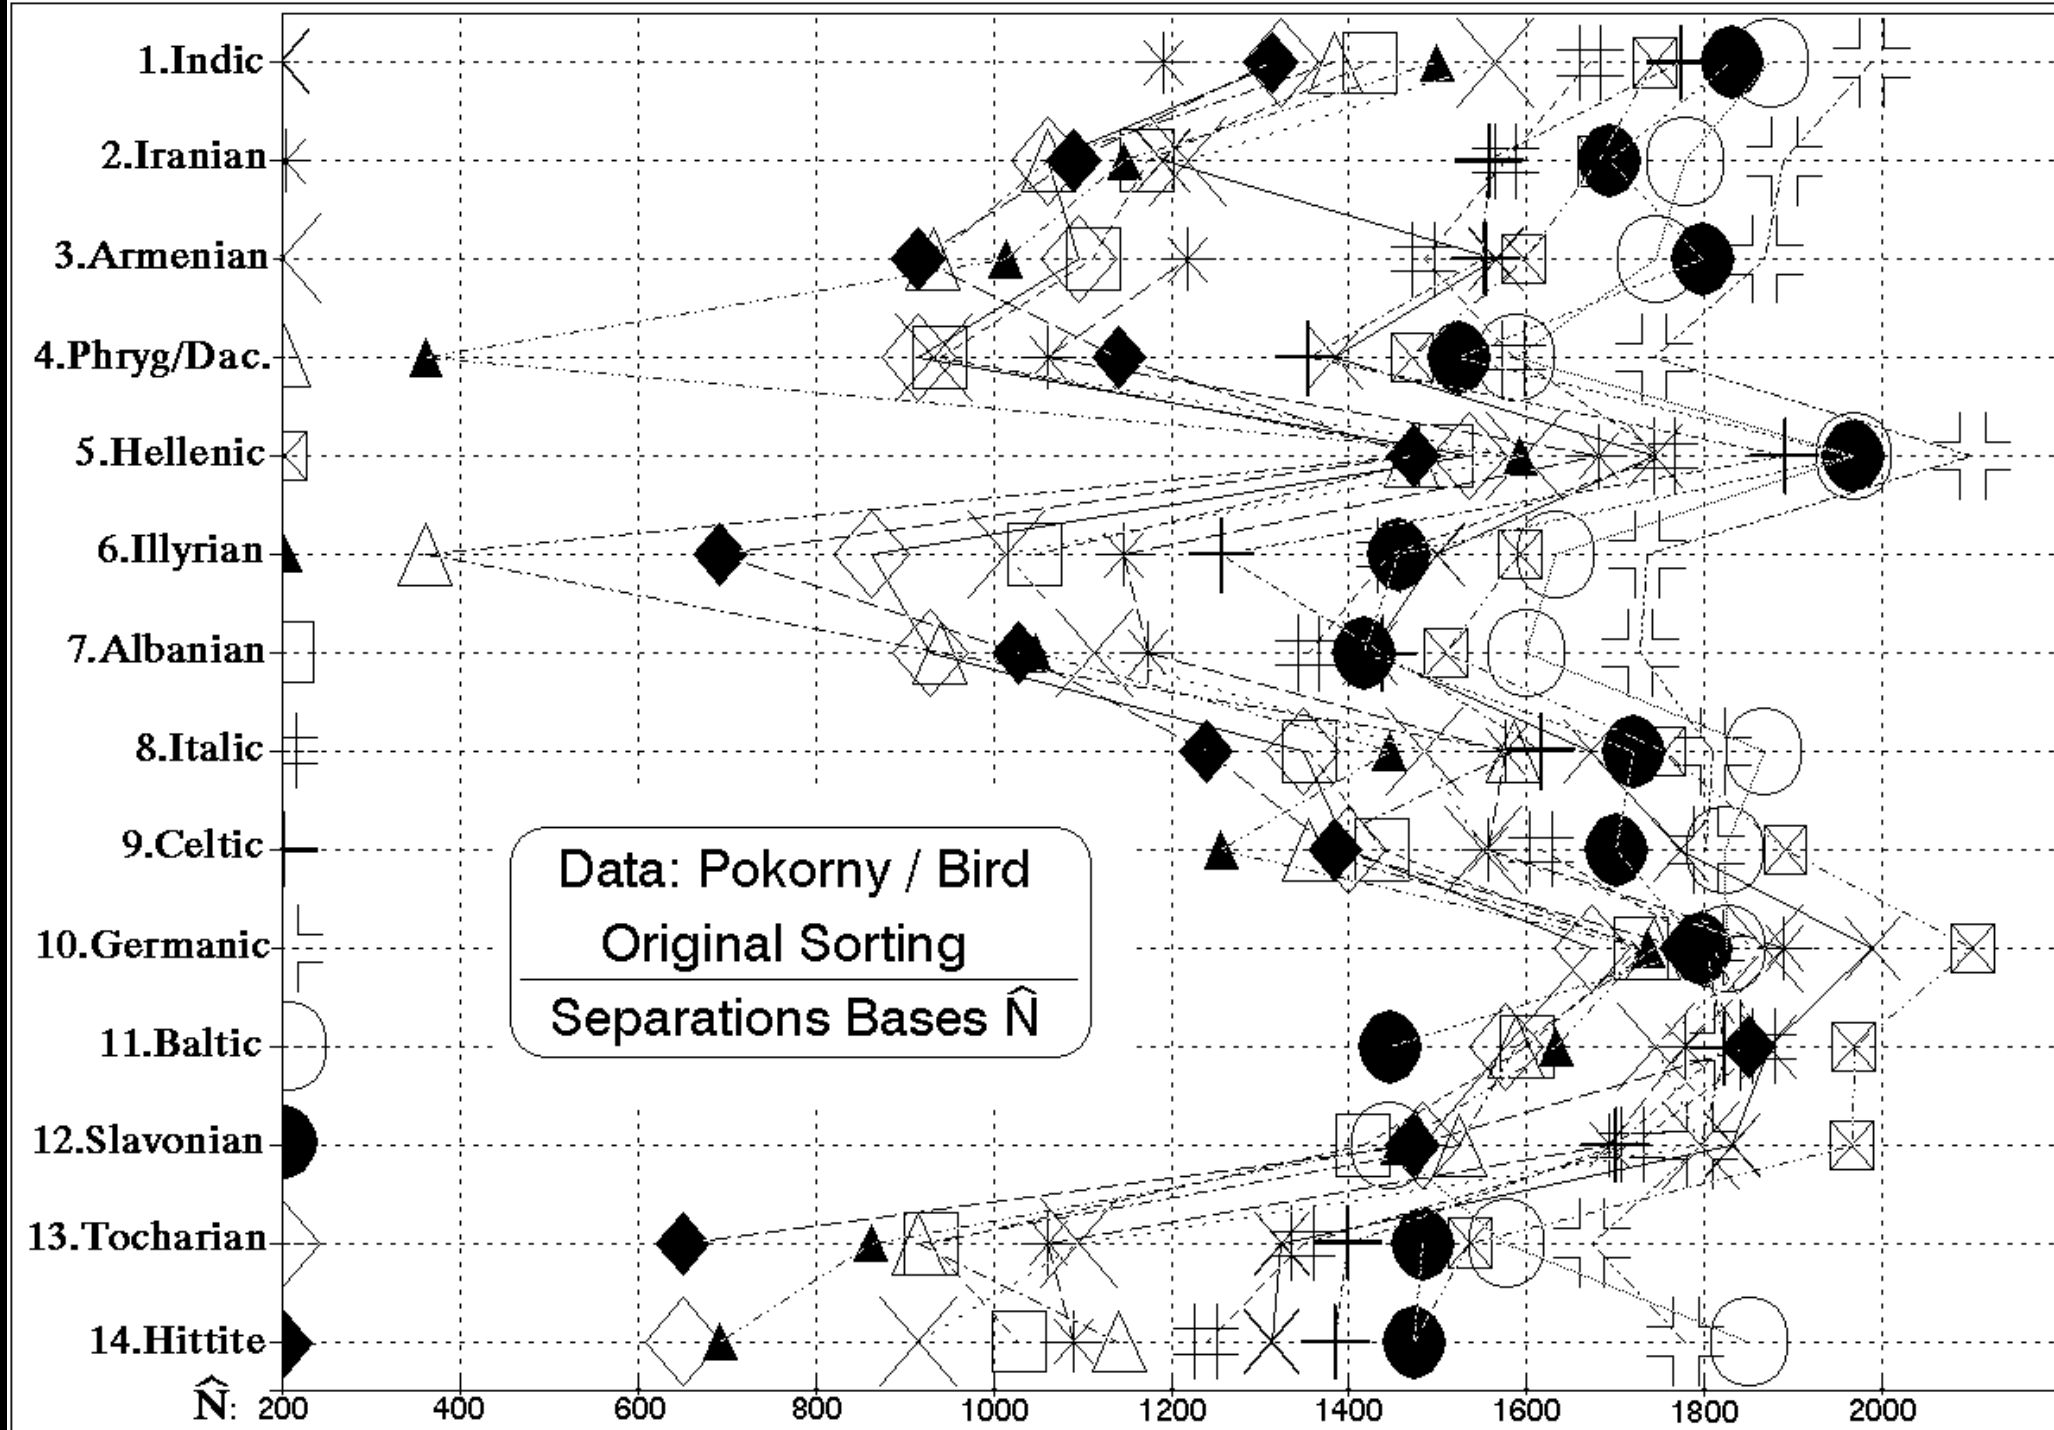 1.Indic
2.Iranian
3.Armenian
4.Phryg/Dac.
5.Hellenic
6.Illyrian
7.Albanian
8.Italic
9.Celtic
10.Germanic
11.Baltic
12.Slavonian
13.Tocharian
14.Hittite
Data: Pokorny / Bird
Original Sorting
Separations Bases N̂
N̂: 200 400 600 800 1000 1200 1400 1600 1800 2000